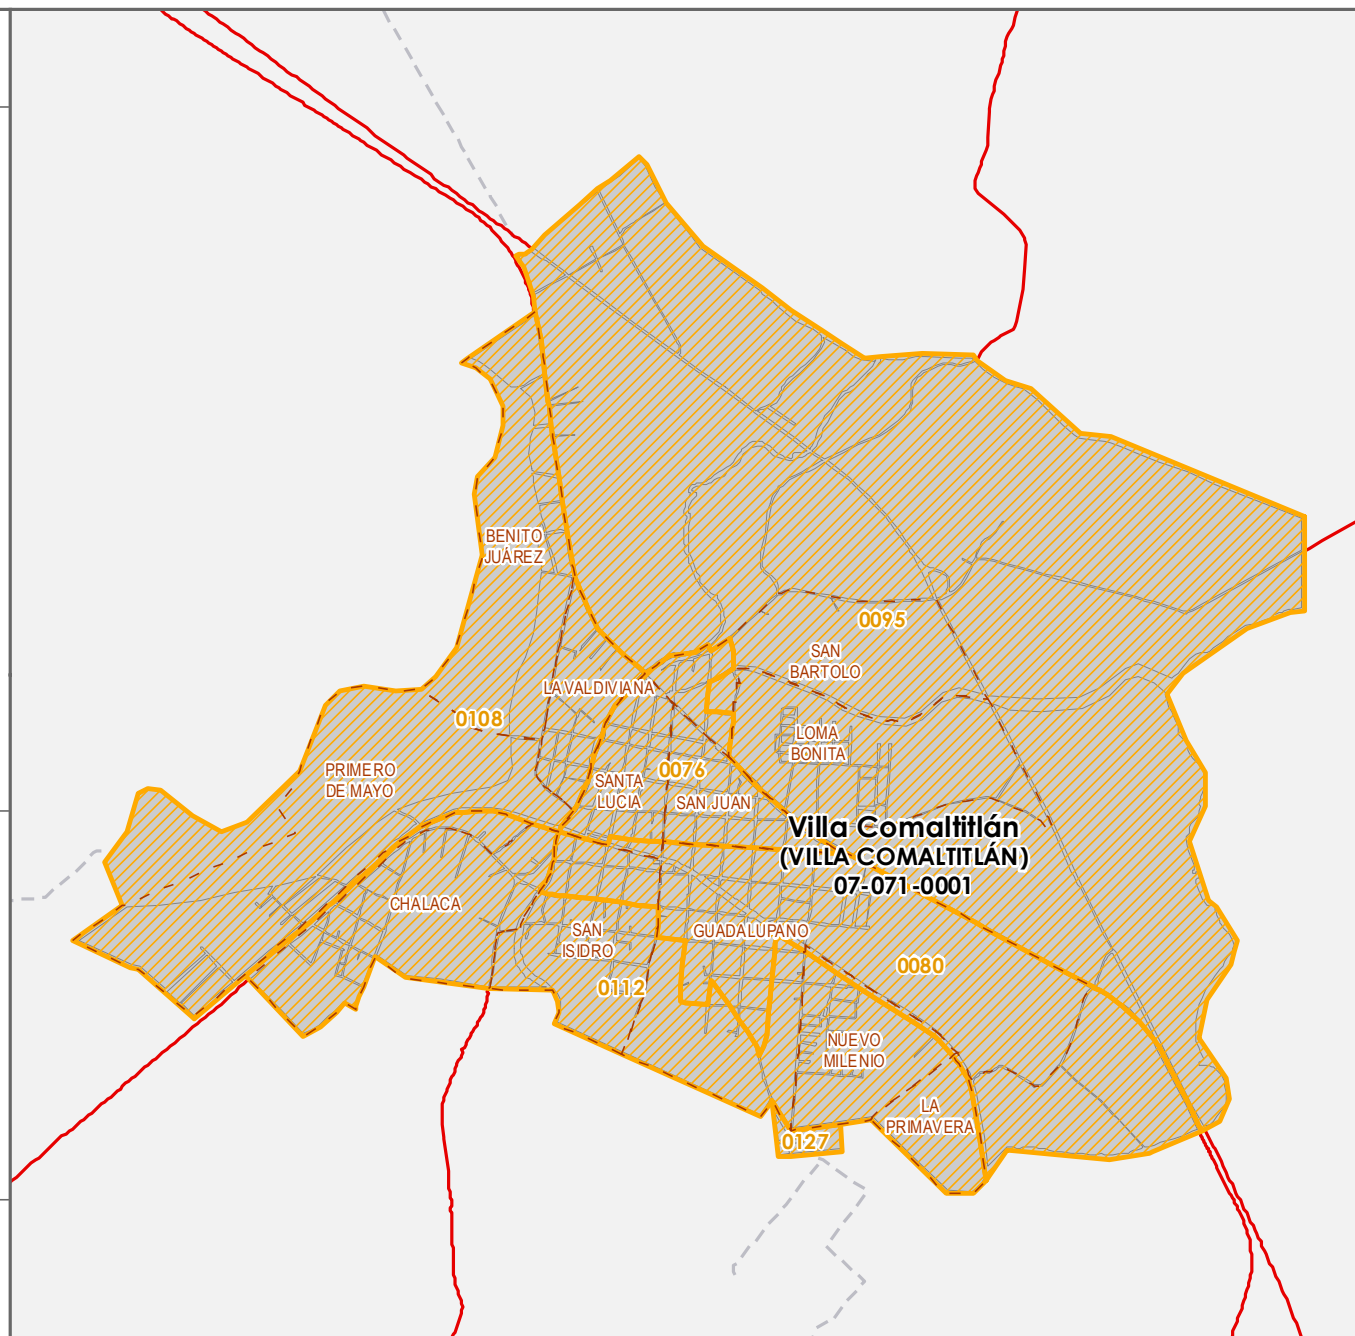 BENITO
JUÁREZ
0095
SAN
BARTOLO
LA VALDIVIANA
0108
LOMA
BONITA
PRIMERO
DE MAYO
0076
SANTA
LUCIA
SAN JUAN
Villa Comaltitlán
(VILLA COMALTITLÁN)
07-071-0001
CHALACA
SAN
ISIDRO
GUADALUPANO
0080
0112
NUEVO
MILENIO
LA
PRIMAVERA
0127